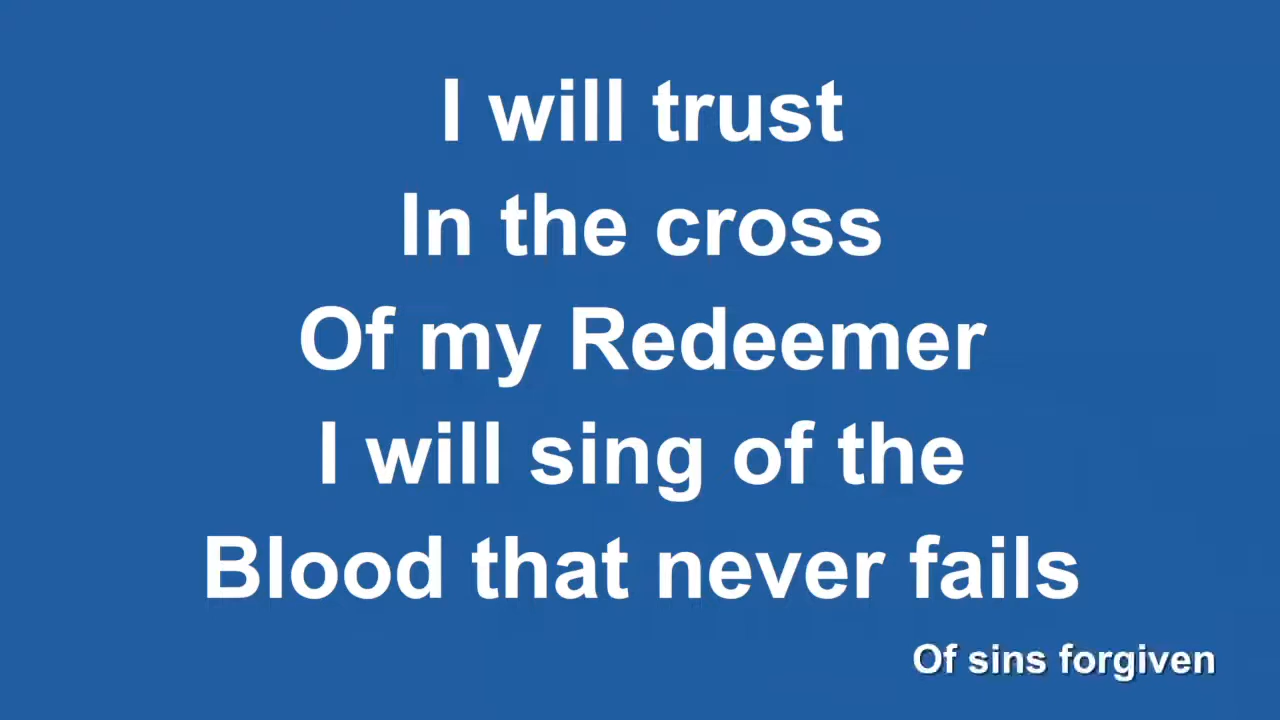 I will trust
In the cross
Of my Redeemer
I will sing of the
Blood that never fails
Of sins forgiven